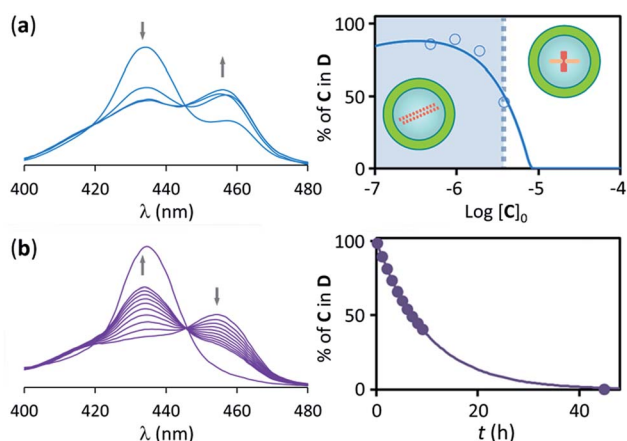 (a)
400 420 440 460 480
λ (nm)
% of C in D
100
50
0
-7 -6 -5 -4
Log [C]₀
(b)
400 420 440 460 480
λ (nm)
% of C in D
100
50
0
0 20 40
t (h)